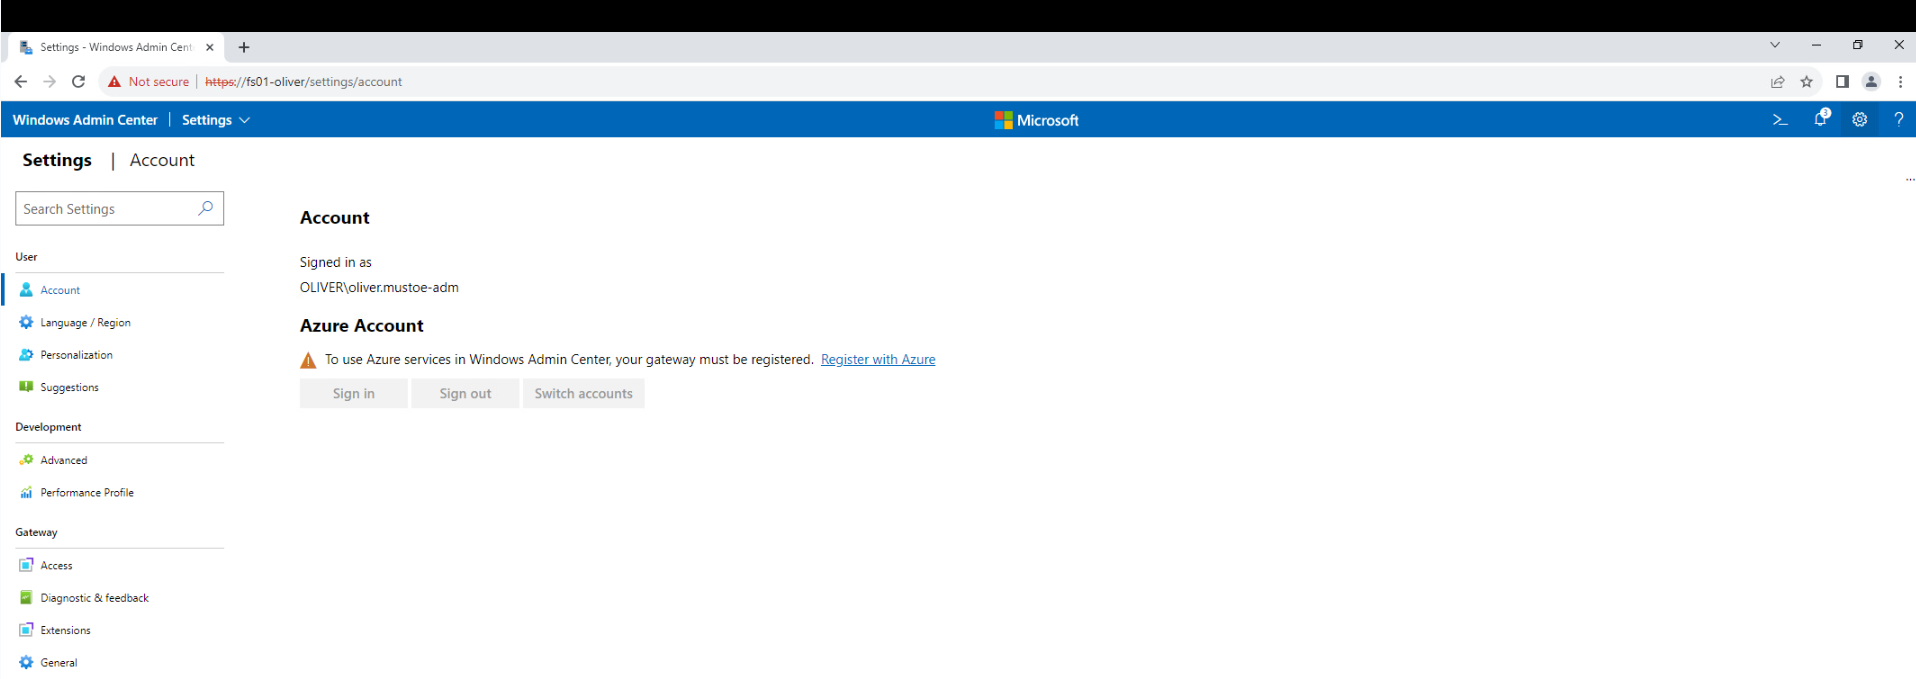 Settings - Windows Admin Cent
Not secure | https://fs01-oliver/settings/account
Windows Admin Center | Settings
Microsoft
3
?
Settings | Account
...
Search Settings
User
Account
Language / Region
Personalization
Suggestions
Development
Advanced
Performance Profile
Gateway
Access
Diagnostic & feedback
Extensions
General
Account
Signed in as
OLIVER\oliver.mustoe-adm
Azure Account
To use Azure services in Windows Admin Center, your gateway must be registered. Register with Azure
Sign in Sign out Switch accounts